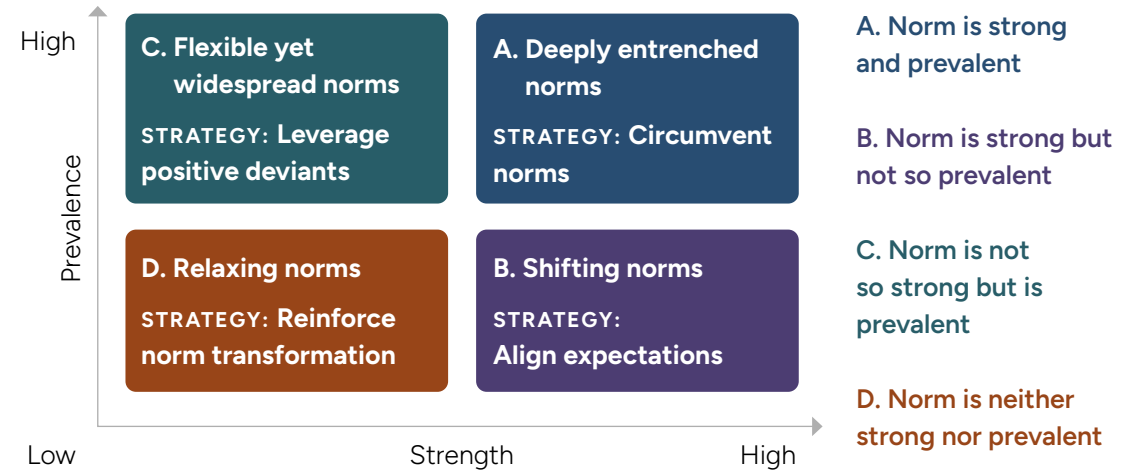 High
Prevalence
Low
Strength
High
C. Flexible yet
widespread norms
STRATEGY: Leverage
positive deviants
A. Deeply entrenched
norms
STRATEGY: Circumvent
norms
D. Relaxing norms
STRATEGY: Reinforce
norm transformation
B. Shifting norms
STRATEGY:
Align expectations
A. Norm is strong
and prevalent
B. Norm is strong but
not so prevalent
C. Norm is not
so strong but is
prevalent
D. Norm is neither
strong nor prevalent